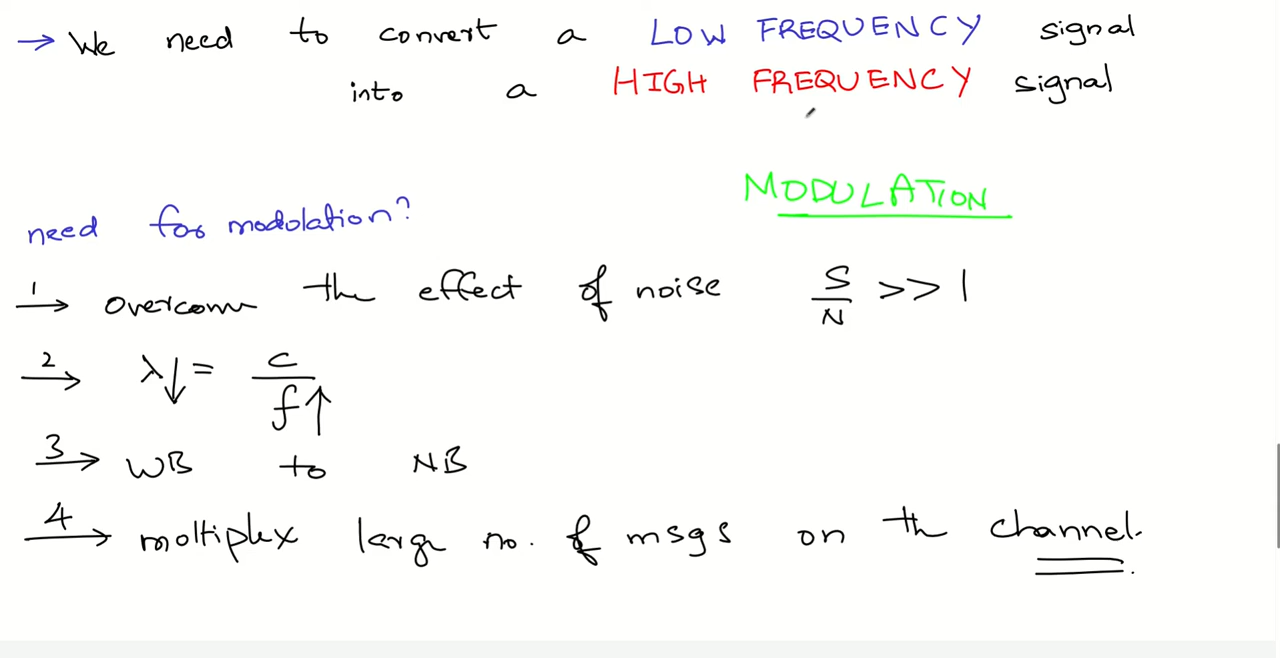 → We need to convert a LOW FREQUENCY signal
into a HIGH FREQUENCY signal
MODULATION
need for modulation?
1→ overcome the effect of noise S/N >> 1
2→ λ↓ = c/f↑
3→ WB to NB
4→ moltiplex large no. of msgs on the channel.